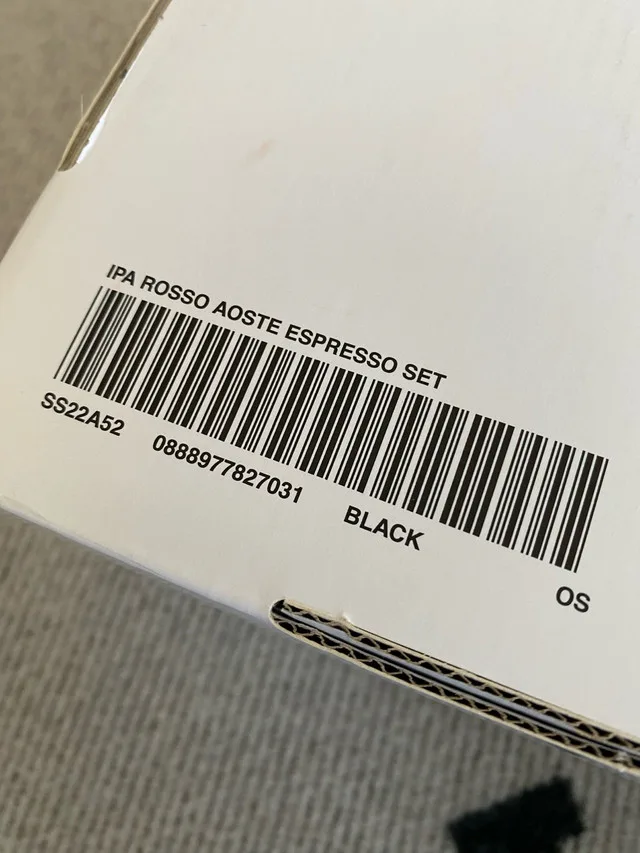 IPA ROSSO AOSTE ESPRESSO SET
SS22A52 0888977827031 BLACK OS